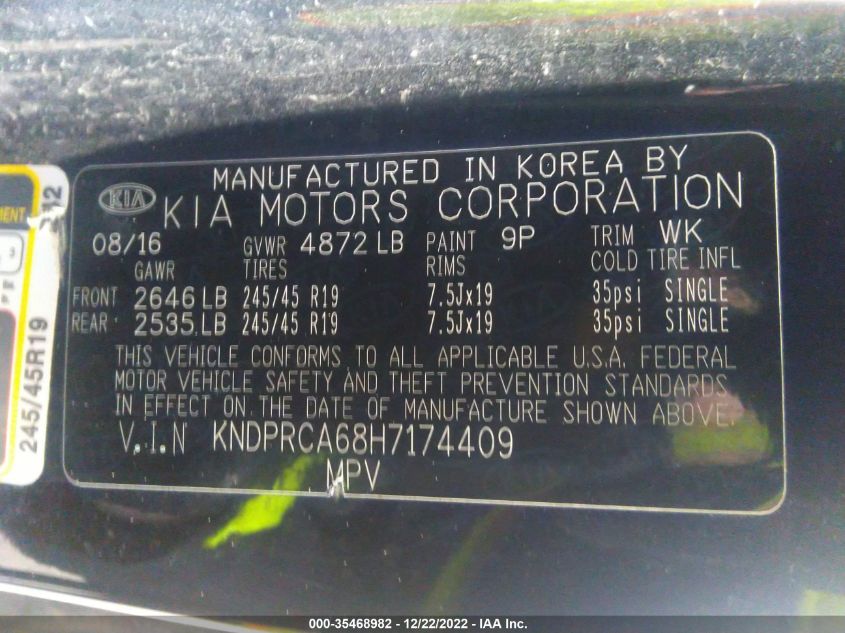 MANUFACTURED IN KOREA BY
KIA KIA MOTORS CORPORATION
08/16 GVWR 4872 LB PAINT 9P TRIM WK
GAWR TIRES RIMS COLD TIRE INFL
FRONT 2646 LB 245/45 R19 7.5Jx19 35psi SINGLE
REAR 2535.LB 245/45 R19 7.5Jx19 35psi SINGLE
THIS VEHICLE CONFORMS TO ALL APPLICABLE U.S.A. FEDERAL
MOTOR VEHICLE SAFETY AND THEFT PREVENTION STANDARDS
IN EFFECT ON THE DATE OF MANUFACTURE SHOWN ABOVE.
V.I.N KNDPRCA68H7174409
MPV
245/45R19
000-35468982 - 12/22/2022 - IAA Inc.